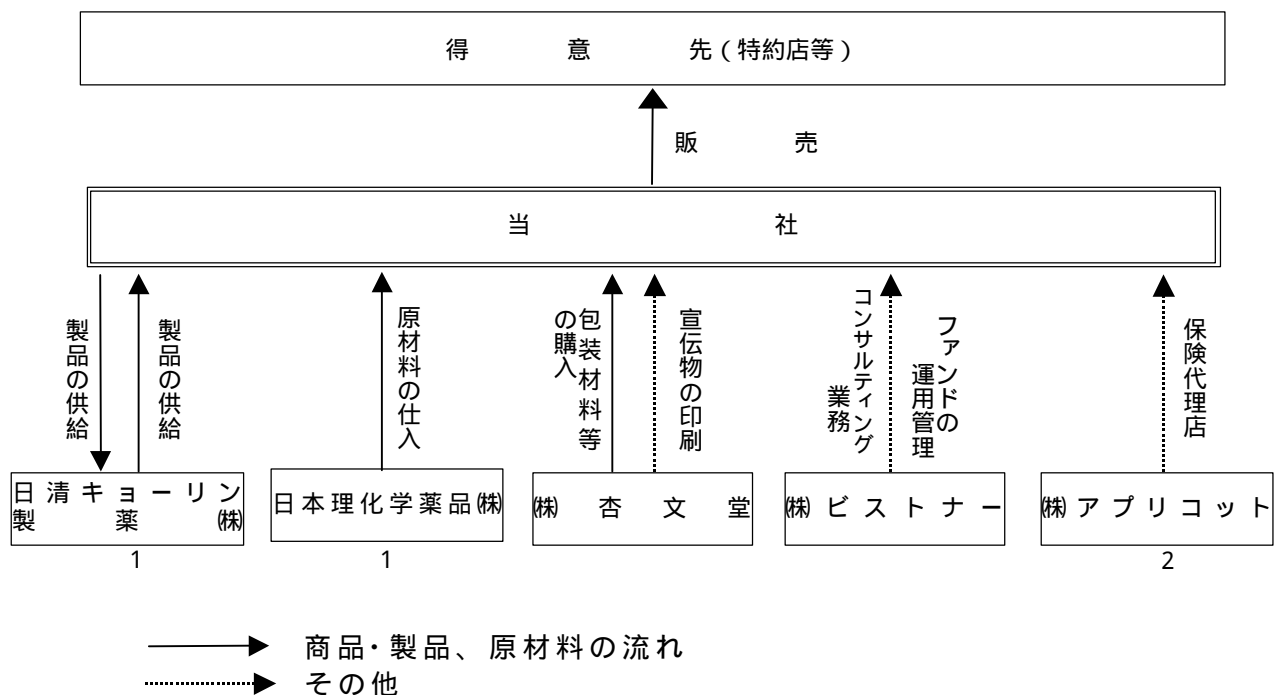 得意先(特約店等)
販売
当社
製品の供給
製品の供給
原材料の仕入
包装材料等
の購入
宣伝物の印刷
ファンドの
運用管理
コンサルティング
業務
保険代理店
日清キョーリン
製薬㈱
日本理化学薬品㈱
㈱杏文堂
㈱ビストナー
㈱アプリコット
1
1
2
商品・製品、原材料の流れ
その他